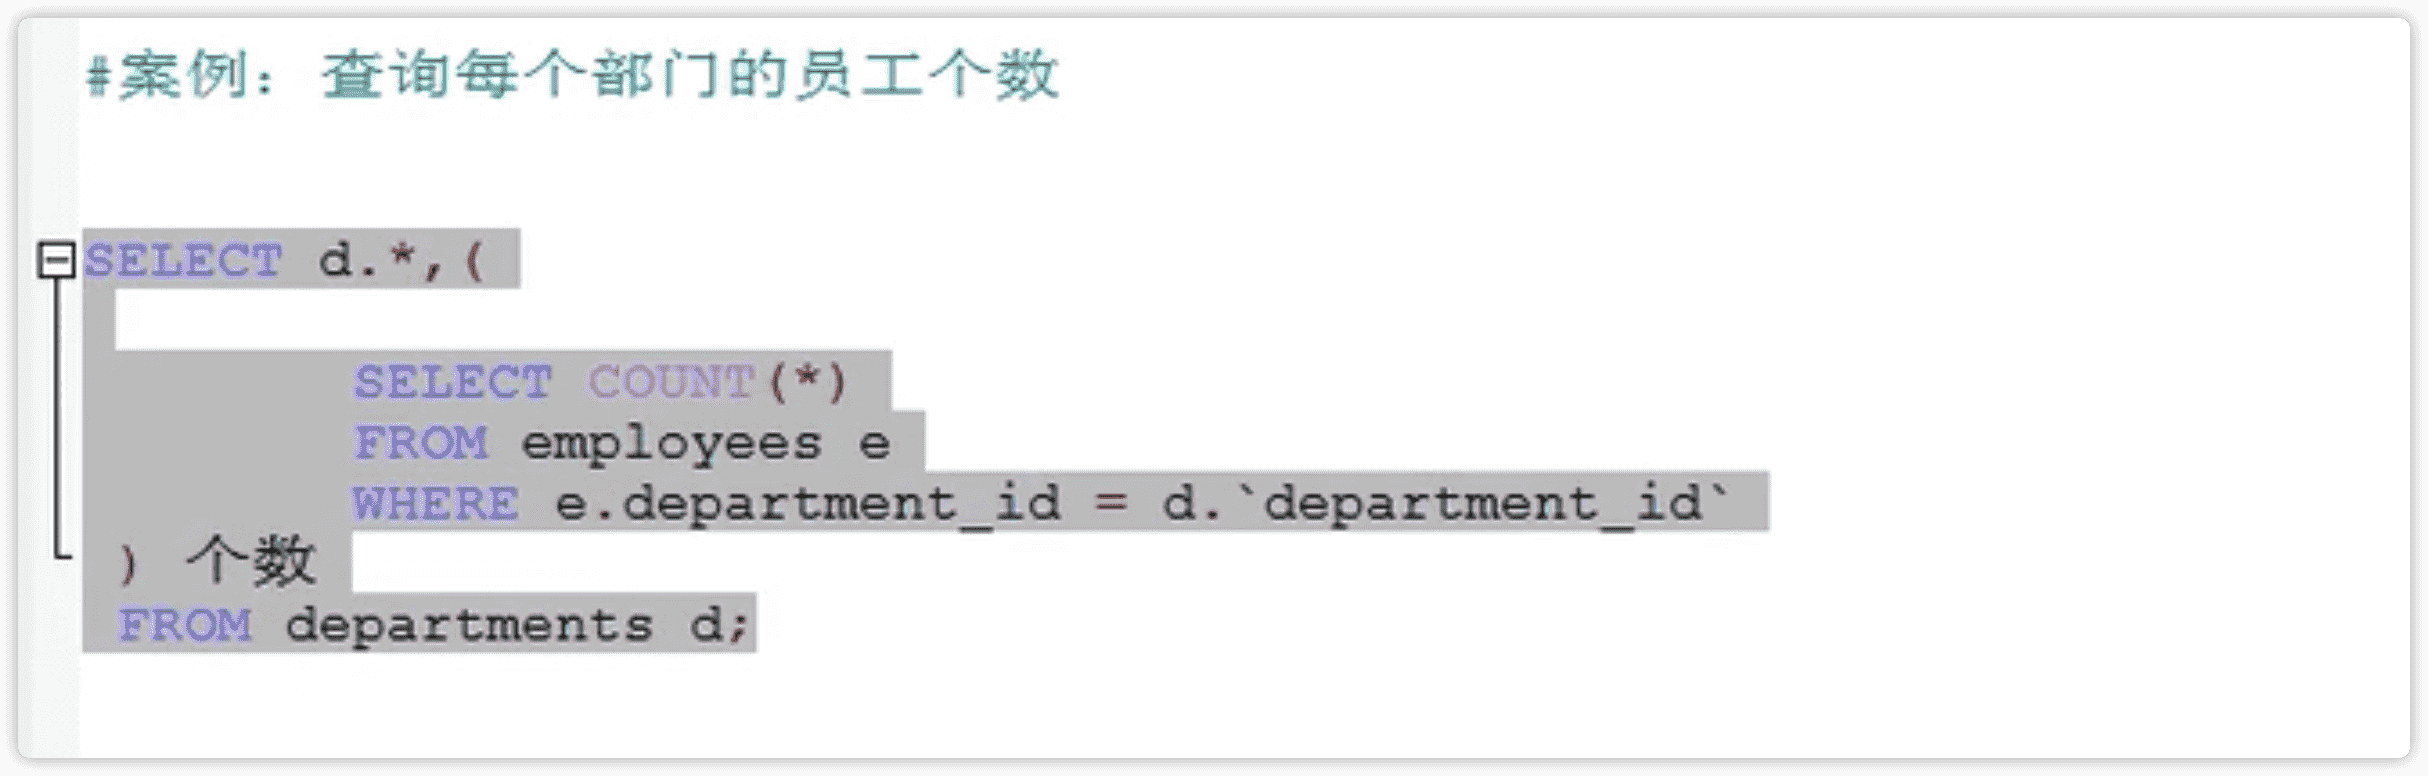 #案例：查询每个部门的员工个数
SELECT d.*,(
SELECT COUNT(*)
FROM employees e
WHERE e.department_id = d.`department_id`
) 个数
FROM departments d;